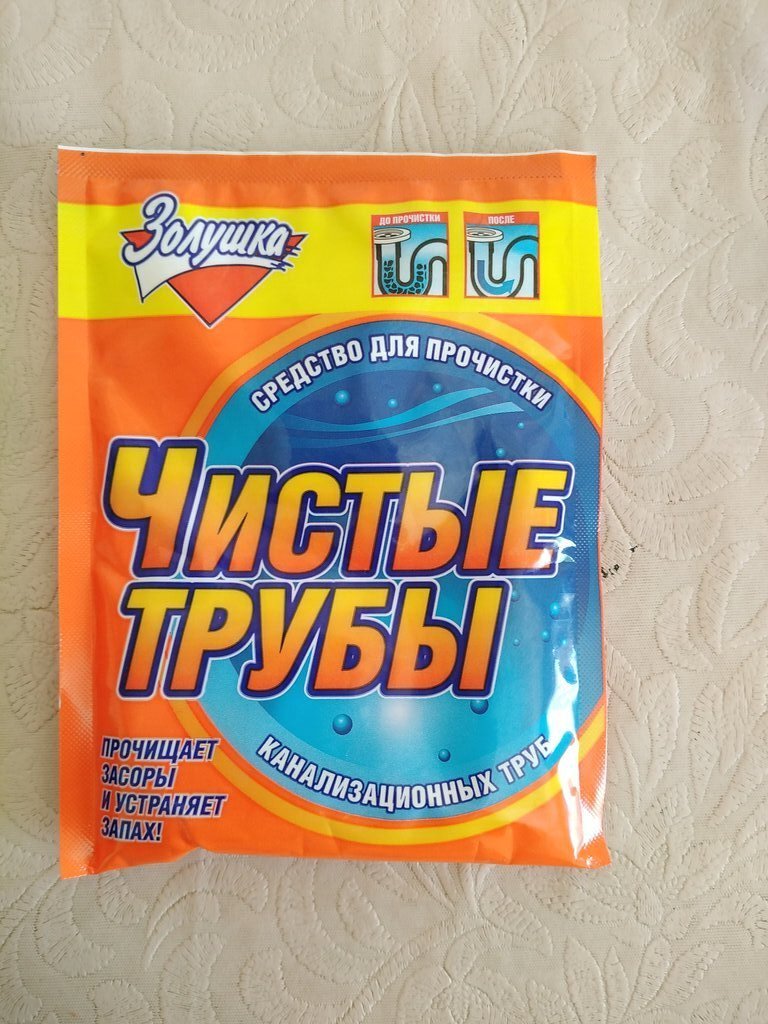 Золушка
ДО ПРОЧИСТКИ
ПОСЛЕ
СРЕДСТВО ДЛЯ ПРОЧИСТКИ
ЧИСТЫЕ
ТРУБЫ
КАНАЛИЗАЦИОННЫХ ТРУБ
ПРОЧИЩАЕТ
ЗАСОРЫ
И УСТРАНЯЕТ
ЗАПАХ!